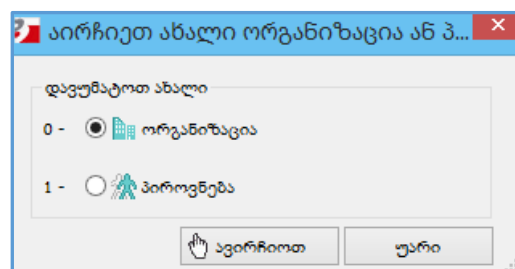 აირჩიეთ ახალი ორგანიზაცია ან პ...
დავუმატოთ ახალი
0 - ორგანიზაცია
1 - პიროვნება
ავირჩიოთ
უარი